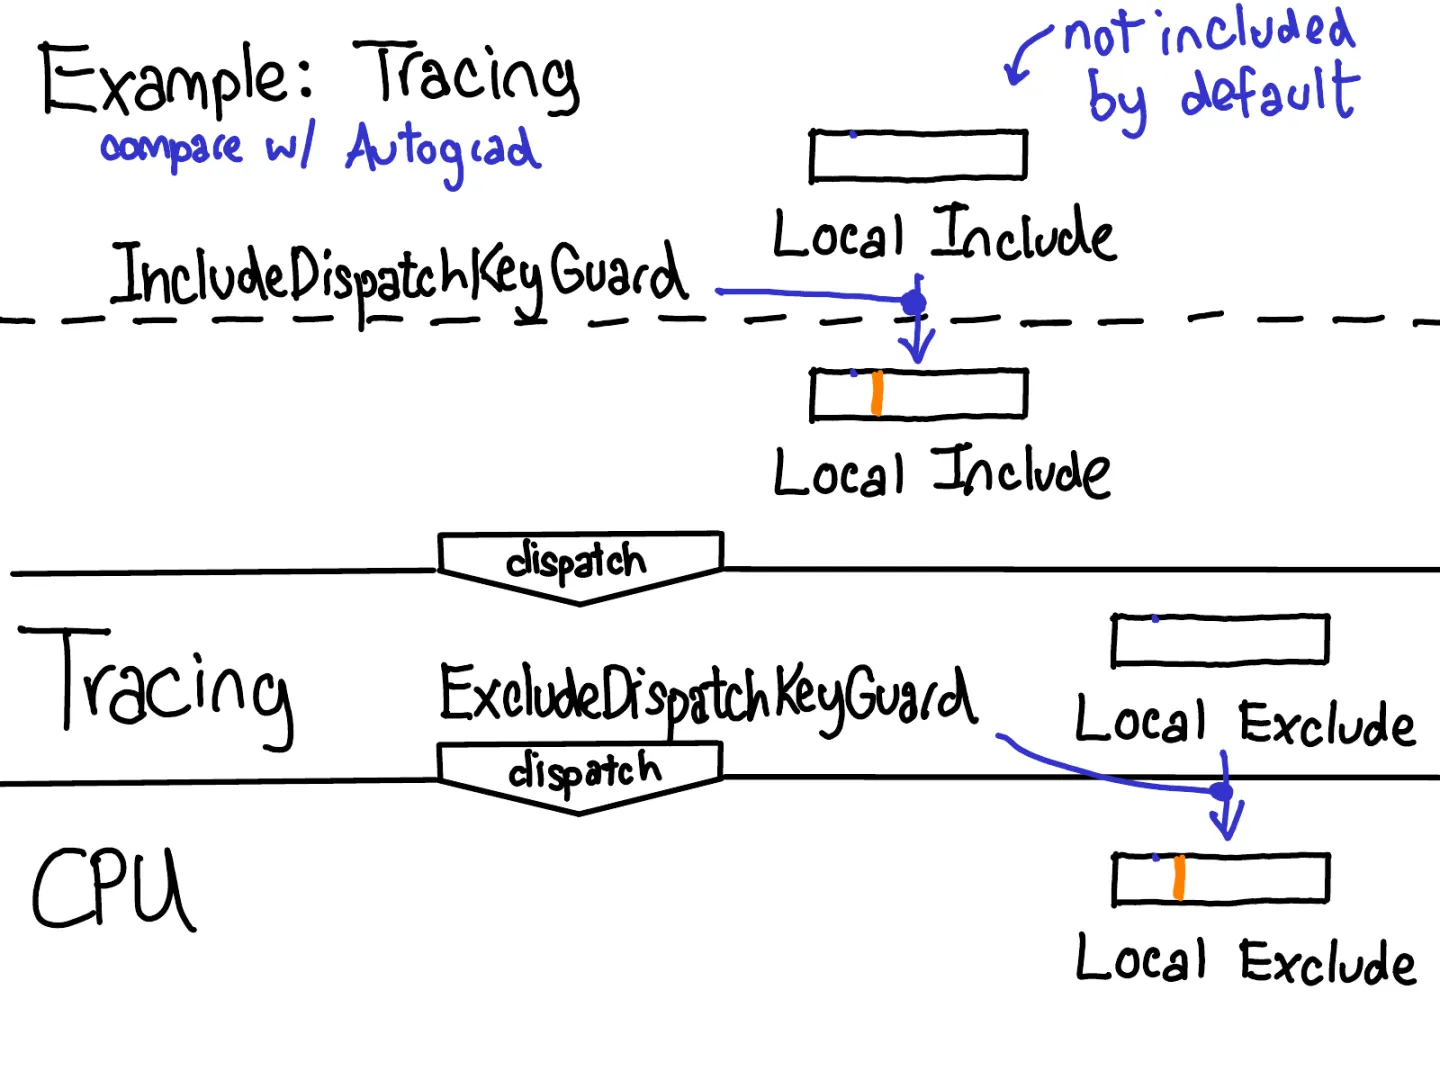 Example: Tracing
compare w/ Autograd
not included
by default
Local Include
IncludeDispatchKeyGuard
Local Include
dispatch
Tracing
ExcludeDispatchKeyGuard
Local Exclude
dispatch
CPU
Local Exclude